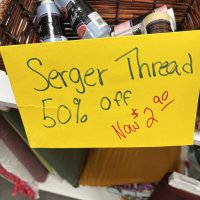 Serger Thread
50% off
Now $2.90